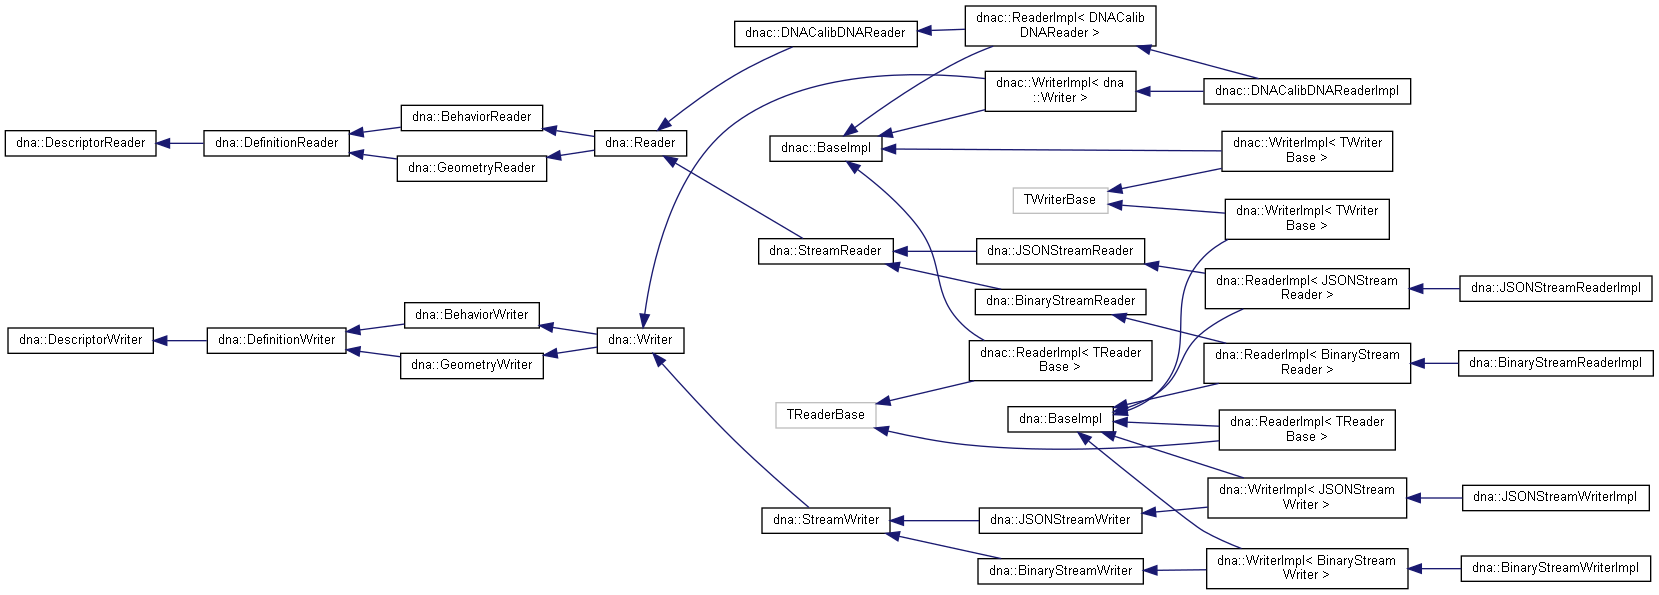 dnac::ReaderImpl< DNACalib
DNAReader >
dnac::DNACalibDNAReader
dnac::WriterImpl< dna
::Writer >
dnac::DNACalibDNAReaderImpl
dna::BehaviorReader
dna::DescriptorReader
dna::DefinitionReader
dna::Reader
dnac::BaseImpl
dnac::WriterImpl< TWriter
Base >
dna::GeometryReader
TWriterBase
dna::WriterImpl< TWriter
Base >
dna::StreamReader
dna::JSONStreamReader
dna::ReaderImpl< JSONStream
Reader >
dna::JSONStreamReaderImpl
dna::BinaryStreamReader
dna::BehaviorWriter
dna::DescriptorWriter
dna::DefinitionWriter
dna::Writer
dnac::ReaderImpl< TReader
Base >
dna::ReaderImpl< BinaryStream
Reader >
dna::BinaryStreamReaderImpl
dna::GeometryWriter
TReaderBase
dna::BaseImpl
dna::ReaderImpl< TReader
Base >
dna::WriterImpl< JSONStream
Writer >
dna::JSONStreamWriterImpl
dna::StreamWriter
dna::JSONStreamWriter
dna::BinaryStreamWriter
dna::WriterImpl< BinaryStream
Writer >
dna::BinaryStreamWriterImpl